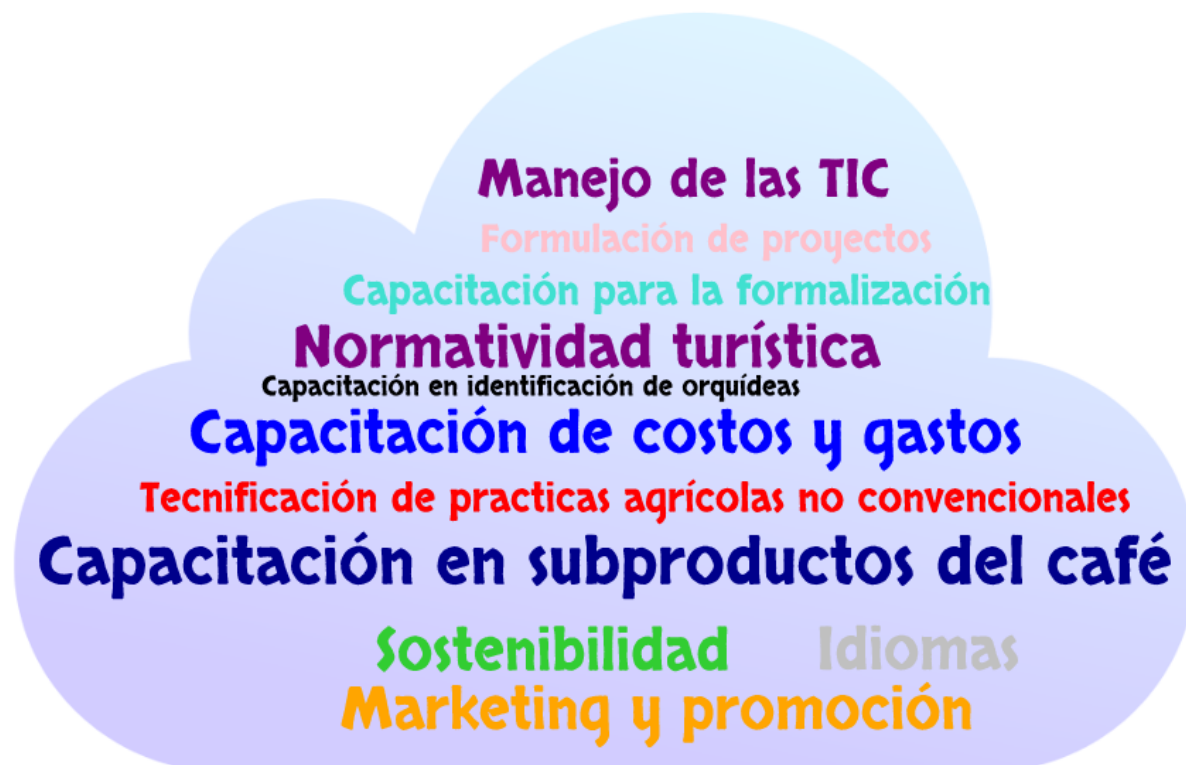 Manejo de las TIC
Formulación de proyectos
Capacitación para la formalización
Normatividad turística
Capacitación en identificación de orquídeas
Capacitación de costos y gastos
Tecnificación de practicas agrícolas no convencionales
Capacitación en subproductos del café
Sostenibilidad Idiomas
Marketing y promoción